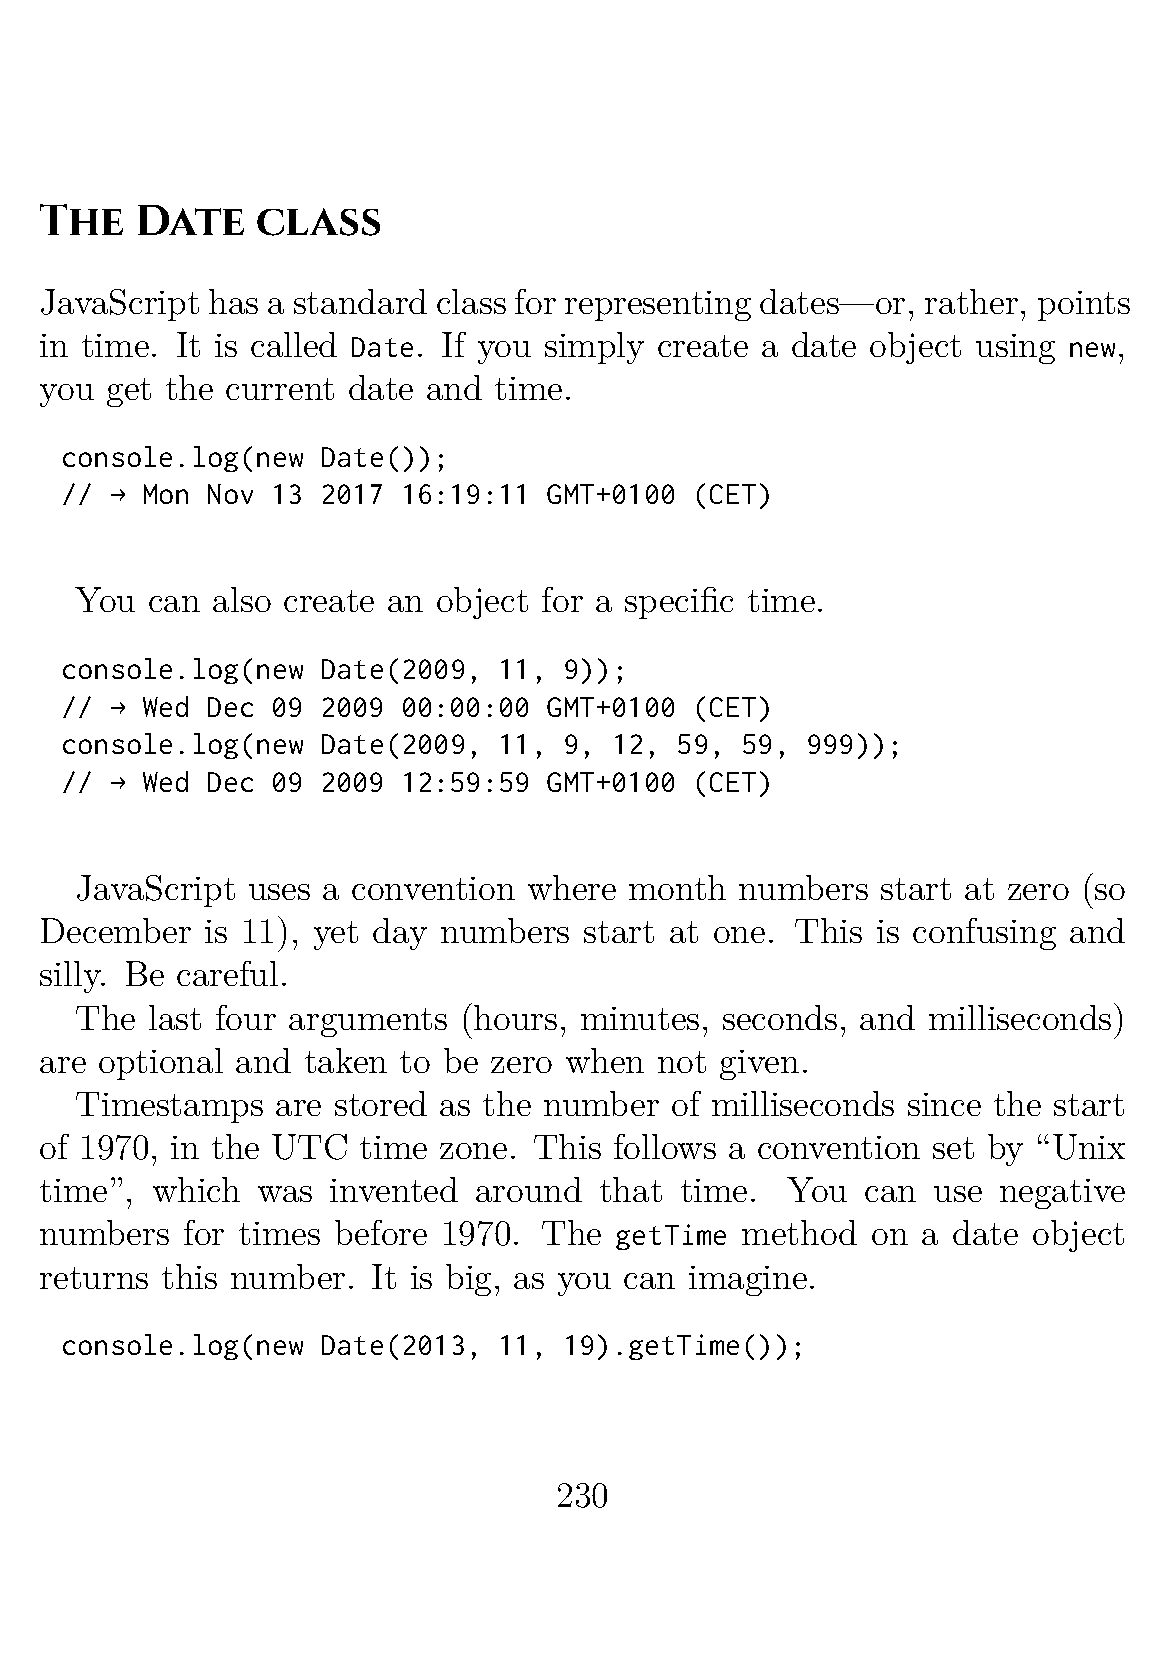 The Date class
JavaScript has a standard class for representing dates—or, rather, points
in time. It is called Date. If you simply create a date object using new,
you get the current date and time.
console.log(new Date());
// → Mon Nov 13 2017 16:19:11 GMT+0100 (CET)
You can also create an object for a specific time.
console.log(new Date(2009, 11, 9));
// → Wed Dec 09 2009 00:00:00 GMT+0100 (CET)
console.log(new Date(2009, 11, 9, 12, 59, 59, 999));
// → Wed Dec 09 2009 12:59:59 GMT+0100 (CET)
JavaScript uses a convention where month numbers start at zero (so
December is 11), yet day numbers start at one. This is confusing and
silly. Be careful.
The last four arguments (hours, minutes, seconds, and milliseconds)
are optional and taken to be zero when not given.
Timestamps are stored as the number of milliseconds since the start
of 1970, in the UTC time zone. This follows a convention set by “Unix
time”, which was invented around that time. You can use negative
numbers for times before 1970. The getTime method on a date object
returns this number. It is big, as you can imagine.
console.log(new Date(2013, 11, 19).getTime());
230